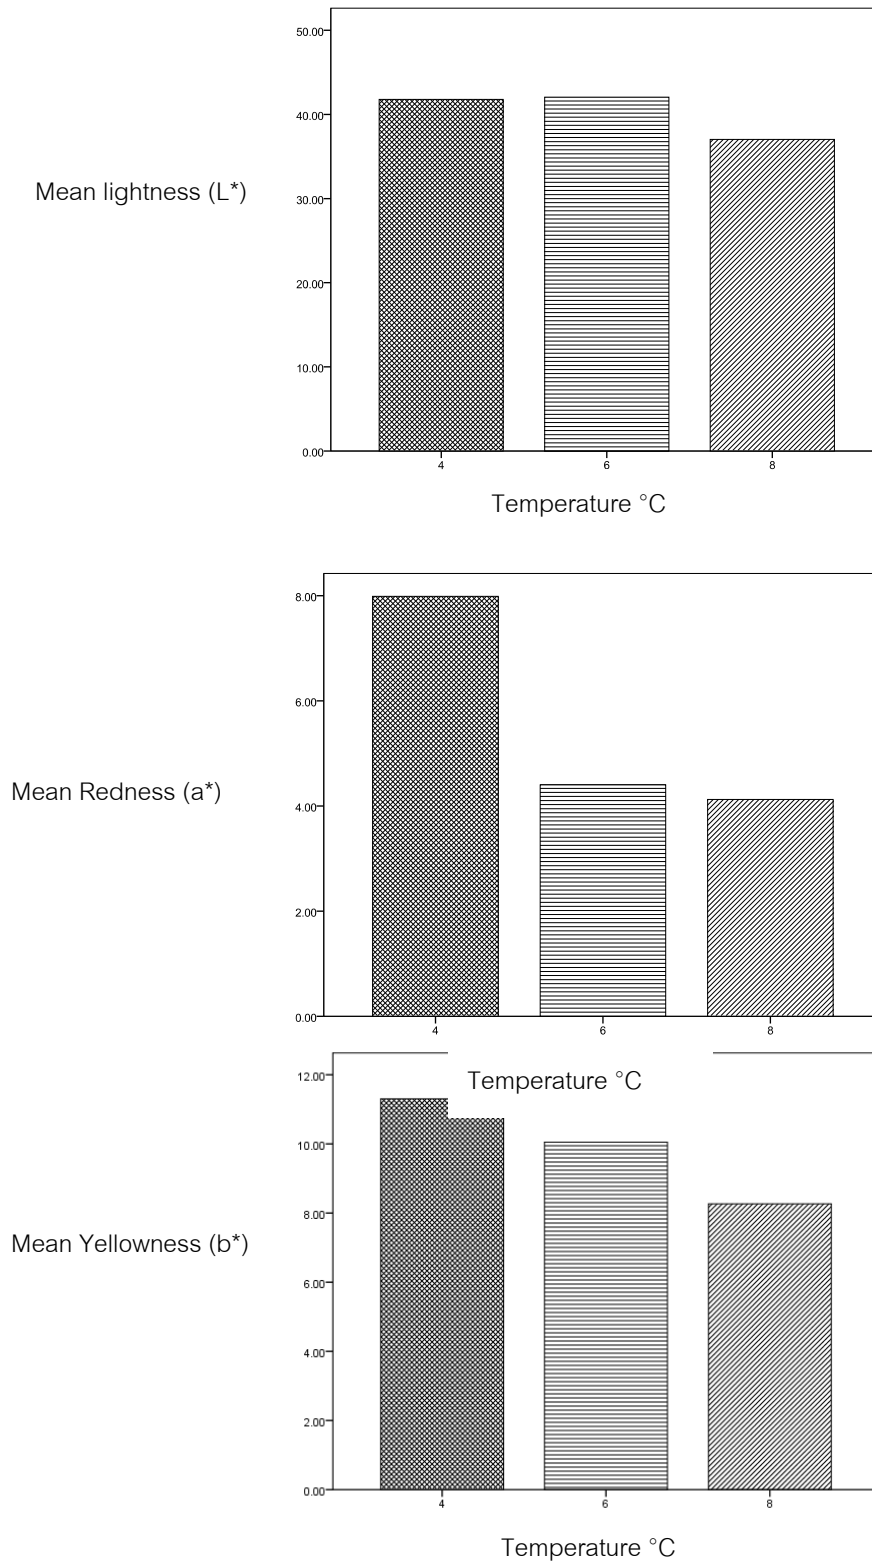 50.00
40.00
Mean lightness (L*)
30.00
20.00
10.00
0.00
4 6 8
Temperature °C
8.00
6.00
Mean Redness (a*)
4.00
2.00
0.00
4 6 8
Temperature °C
12.00
10.00
8.00
Mean Yellowness (b*)
6.00
4.00
2.00
0.00
4 6 8
Temperature °C